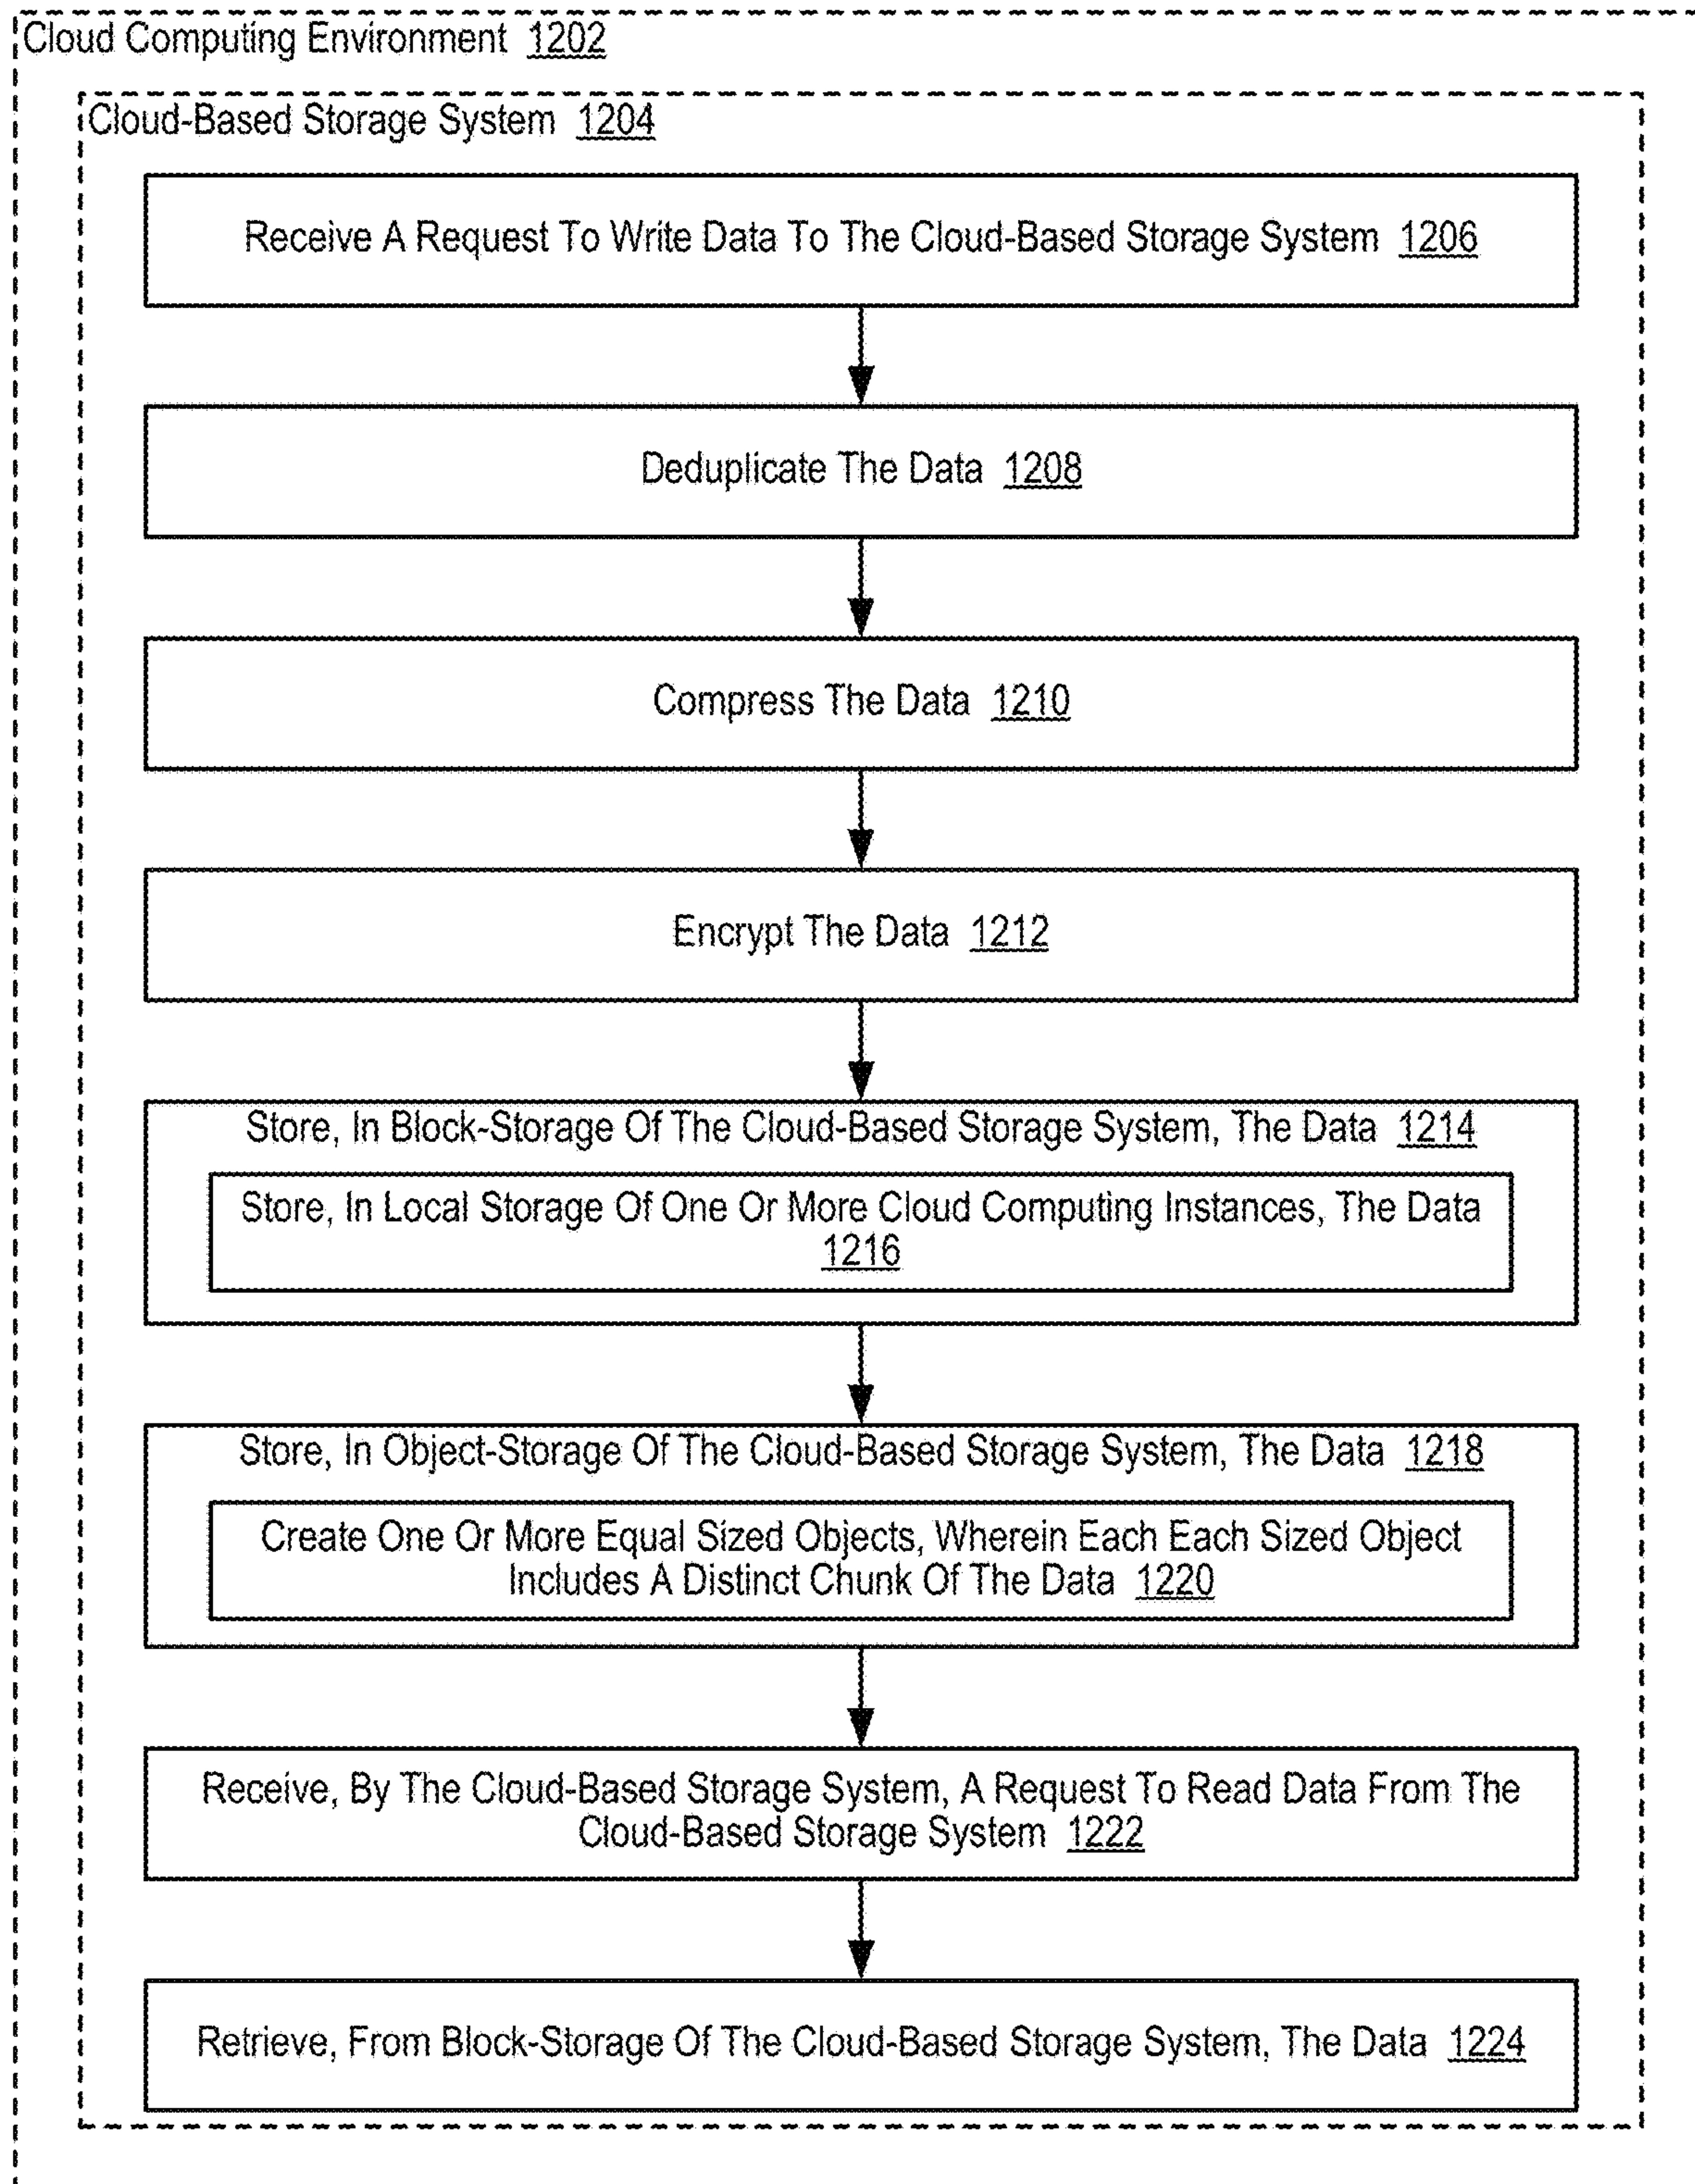 Cloud Computing Environment 1202
Cloud-Based Storage System 1204
Receive A Request To Write Data To The Cloud-Based Storage System 1206
Deduplicate The Data 1208
Compress The Data 1210
Encrypt The Data 1212
Store, In Block-Storage Of The Cloud-Based Storage System, The Data 1214
Store, In Local Storage Of One Or More Cloud Computing Instances, The Data
1216
Store, In Object-Storage Of The Cloud-Based Storage System, The Data 1218
Create One Or More Equal Sized Objects, Wherein Each Each Sized Object
Includes A Distinct Chunk Of The Data 1220
Receive, By The Cloud-Based Storage System, A Request To Read Data From The
Cloud-Based Storage System 1222
Retrieve, From Block-Storage Of The Cloud-Based Storage System, The Data 1224